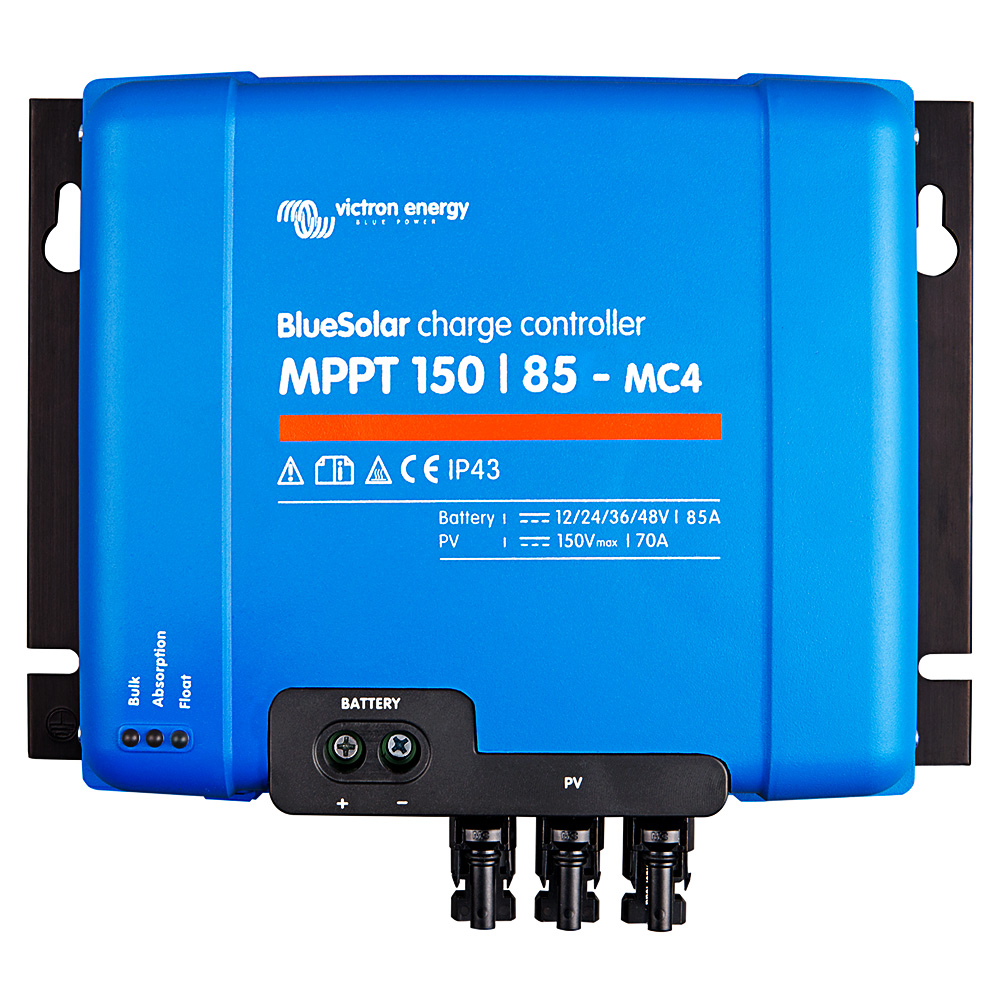 victron energy
BLUE POWER
BlueSolar charge controller
MPPT 150 | 85 - MC4
CE IP43
Battery 12/24/36/48V | 85A
PV 150Vmax | 70A
Bulk
Absorption
Float
BATTERY
+ −
PV